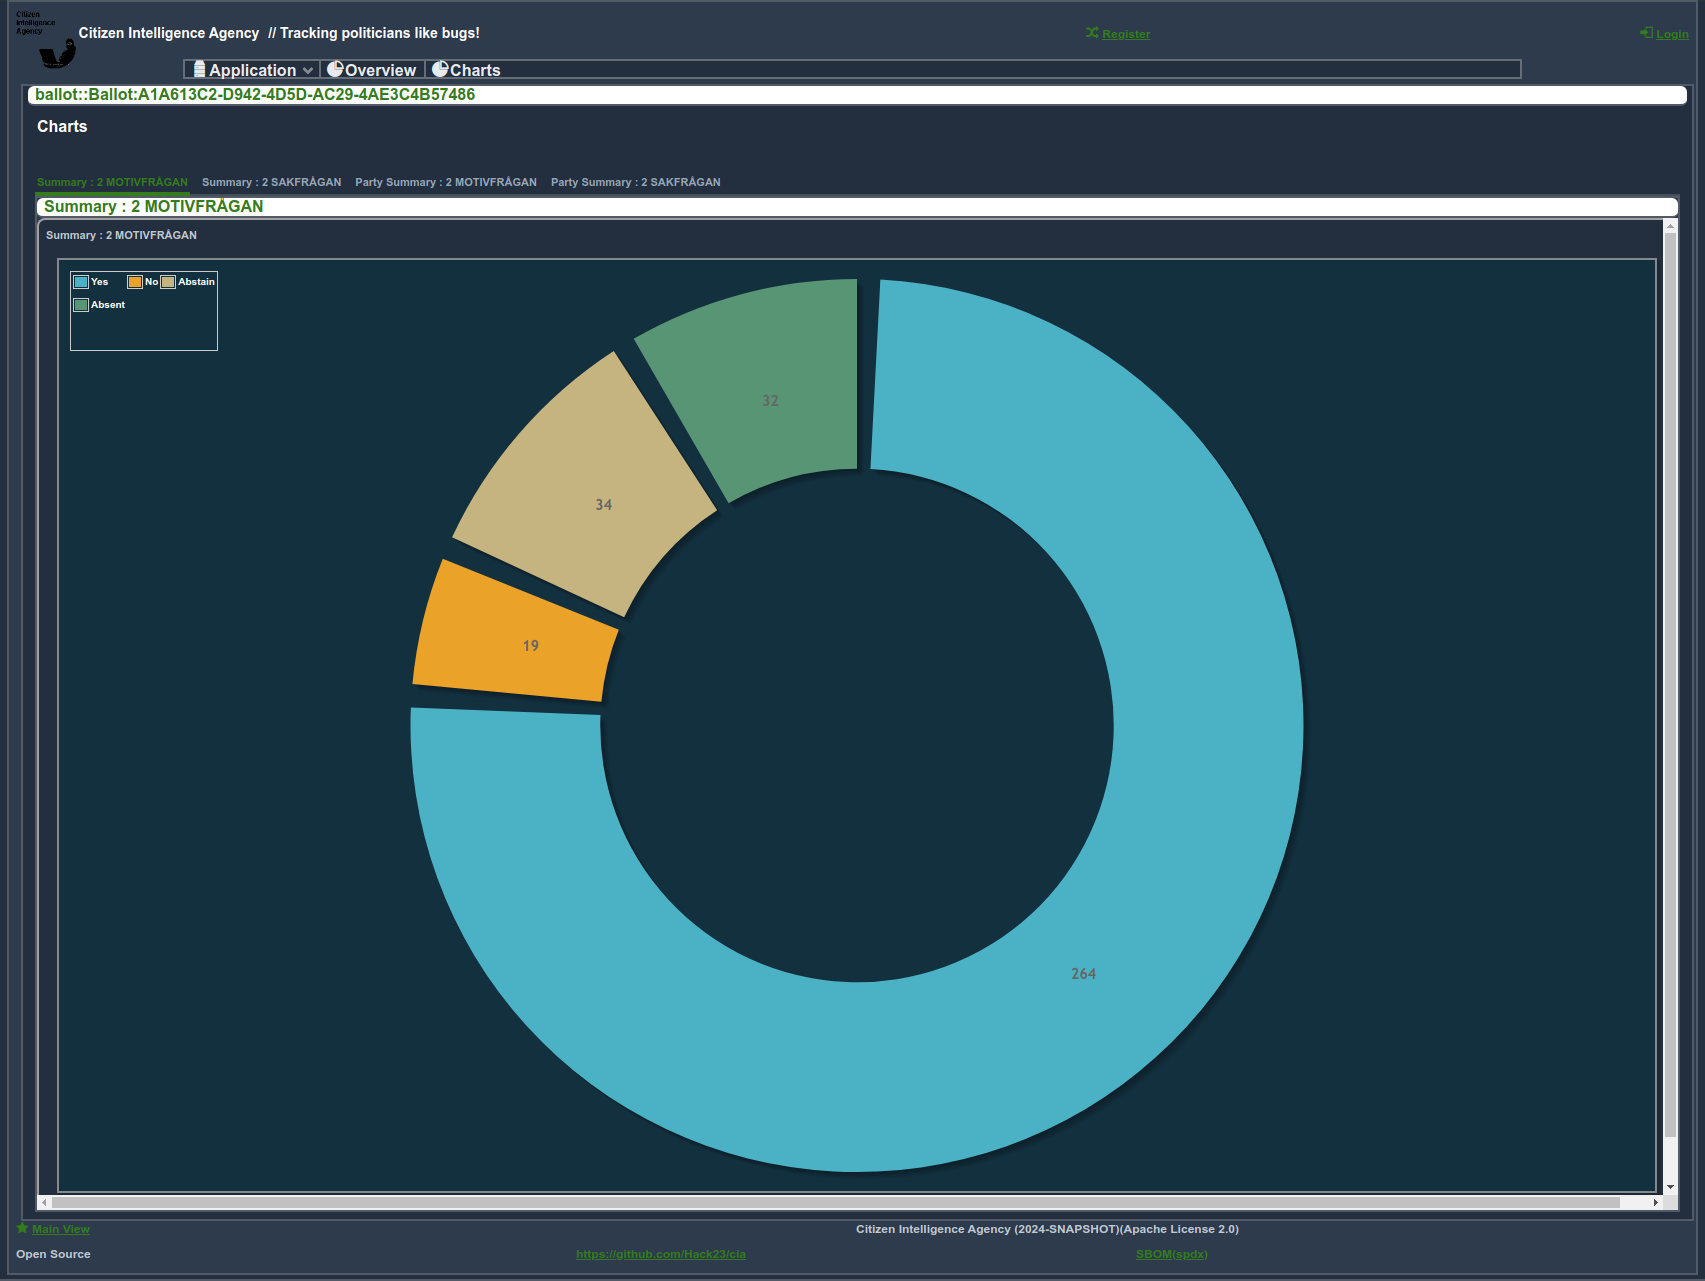 Citizen
Intelligence
Agency
Citizen Intelligence Agency // Tracking politicians like bugs!
Register
Login
Application
Overview
Charts
ballot::Ballot:A1A613C2-D942-4D5D-AC29-4AE3C4B57486
Charts
Summary : 2 MOTIVFRÅGAN
Summary : 2 SAKFRÅGAN
Party Summary : 2 MOTIVFRÅGAN
Party Summary : 2 SAKFRÅGAN
Summary : 2 MOTIVFRÅGAN
Summary : 2 MOTIVFRÅGAN
Yes
No
Abstain
Absent
32
34
19
264
Main View
Citizen Intelligence Agency (2024-SNAPSHOT)(Apache License 2.0)
Open Source
https://github.com/Hack23/cia
SBOM(spdx)